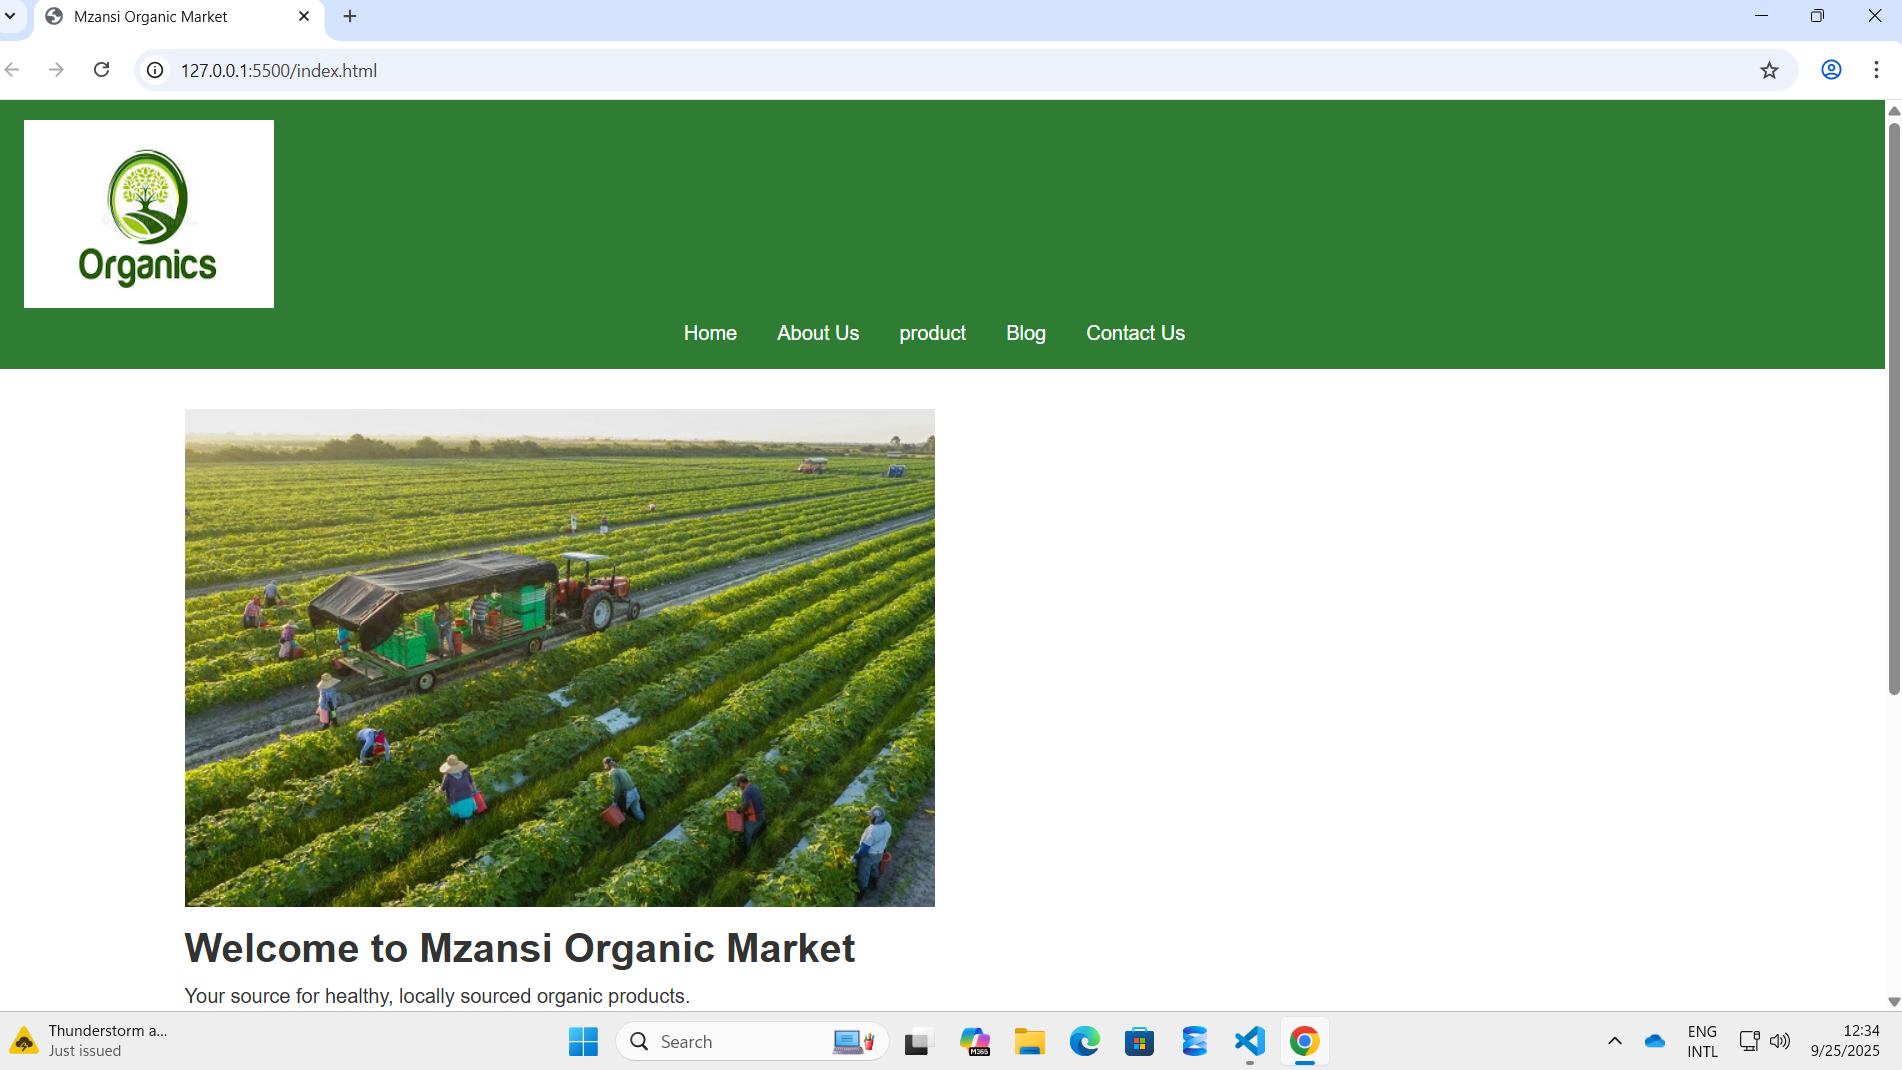 Mzansi Organic Market
127.0.0.1:5500/index.html
Organics
Home About Us product Blog Contact Us
Welcome to Mzansi Organic Market
Your source for healthy, locally sourced organic products.
Thunderstorm a...
Just issued
Search
M365
ENG
INTL
12:34
9/25/2025